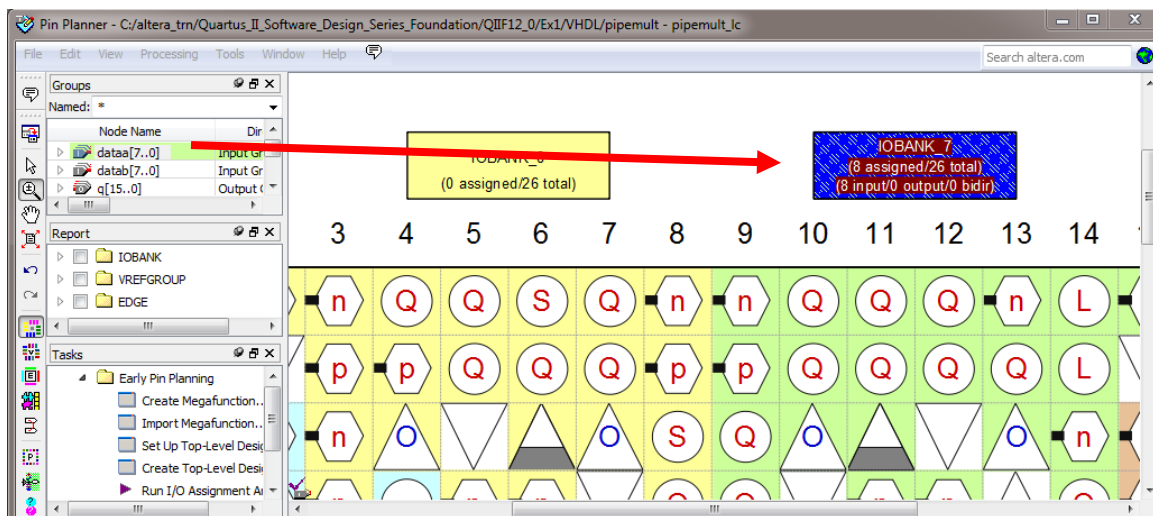 Pin Planner - C:/altera_trn/Quartus_II_Software_Design_Series_Foundation/QIIF12_0/Ex1/VHDL/pipemult - pipemult_lc
File Edit View Processing Tools Window Help
Search altera.com
Groups
Named: *
Node Name Dir
dataa[7..0] Input Gr
datab[7..0] Input Gr
q[15..0] Output
Report
IOBANK
VREFGROUP
EDGE
Tasks
Early Pin Planning
Create Megafunction..
Import Megafunction..
Set Up Top-Level Desig
Create Top-Level Desig
Run I/O Assignment
(0 assigned/26 total)
IOBANK_7
(8 assigned/26 total)
(8 input/0 output/0 bidir)
3 4 5 6 7 8 9 10 11 12 13 14
n Q Q S Q n n Q Q Q n L
p p Q Q Q p p Q Q Q Q L
n O O S Q O O n